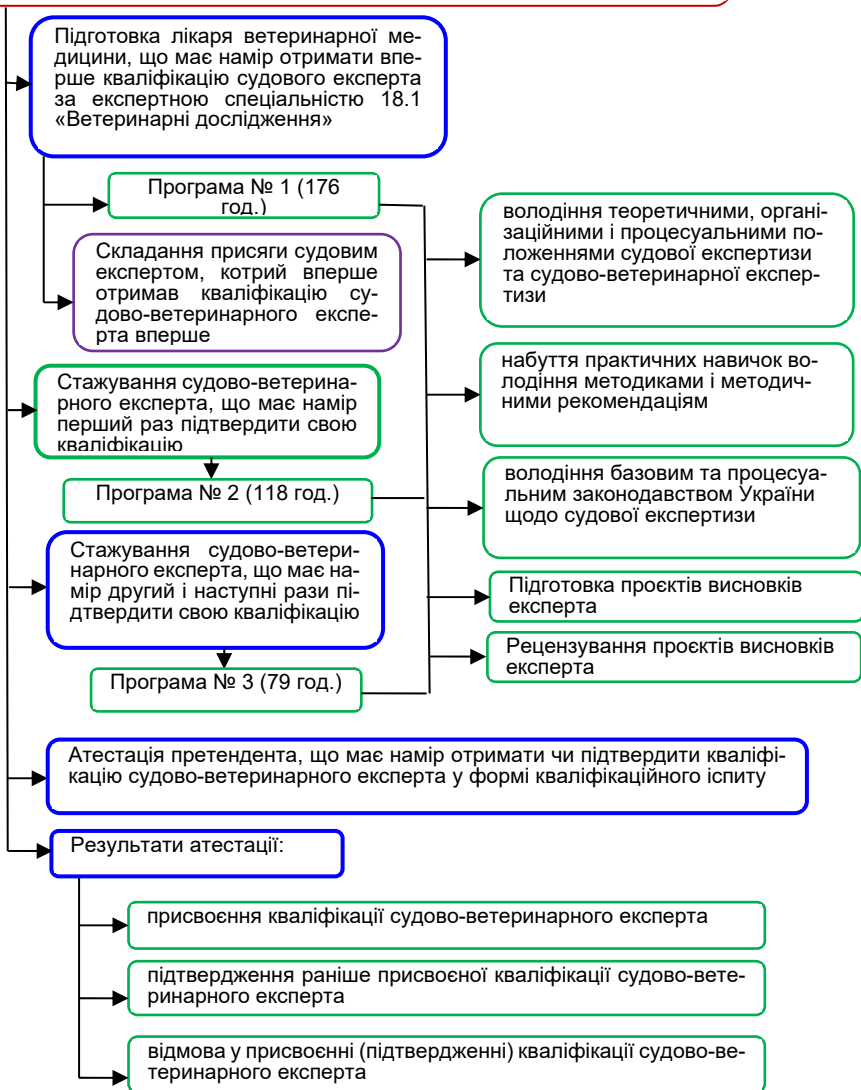 Підготовка лікаря ветеринарної ме-
дицини, що має намір отримати впе-
рше кваліфікацію судового експерта
за експертною спеціальністю 18.1
«Ветеринарні дослідження»
Програма № 1 (176
год.)
Складання присяги судовим
експертом, котрий вперше
отримав кваліфікацію су-
дово-ветеринарного експе-
рта вперше
Стажування судово-ветерина-
рного експерта, що має намір
перший раз підтвердити свою
кваліфікацію
Програма № 2 (118 год.)
Стажування судово-ветери-
нарного експерта, що має на-
мір другий і наступні рази пі-
дтвердити свою кваліфікацію
Програма № 3 (79 год.)
володіння теоретичними, органі-
заційними і процесуальними по-
ложеннями судової експертизи
та судово-ветеринарної експер-
тизи
набуття практичних навичок во-
лодіння методиками і методич-
ними рекомендаціям
володіння базовим та процесуа-
льним законодавством України
щодо судової експертизи
Підготовка проєктів висновків
експерта
Рецензування проєктів висновків
експерта
Атестація претендента, що має намір отримати чи підтвердити кваліфі-
кацію судово-ветеринарного експерта у формі кваліфікаційного іспиту
Результати атестації:
присвоєння кваліфікації судово-ветеринарного експерта
підтвердження раніше присвоєної кваліфікації судово-вете-
ринарного експерта
відмова у присвоєнні (підтвердженні) кваліфікації судово-ве-
теринарного експерта